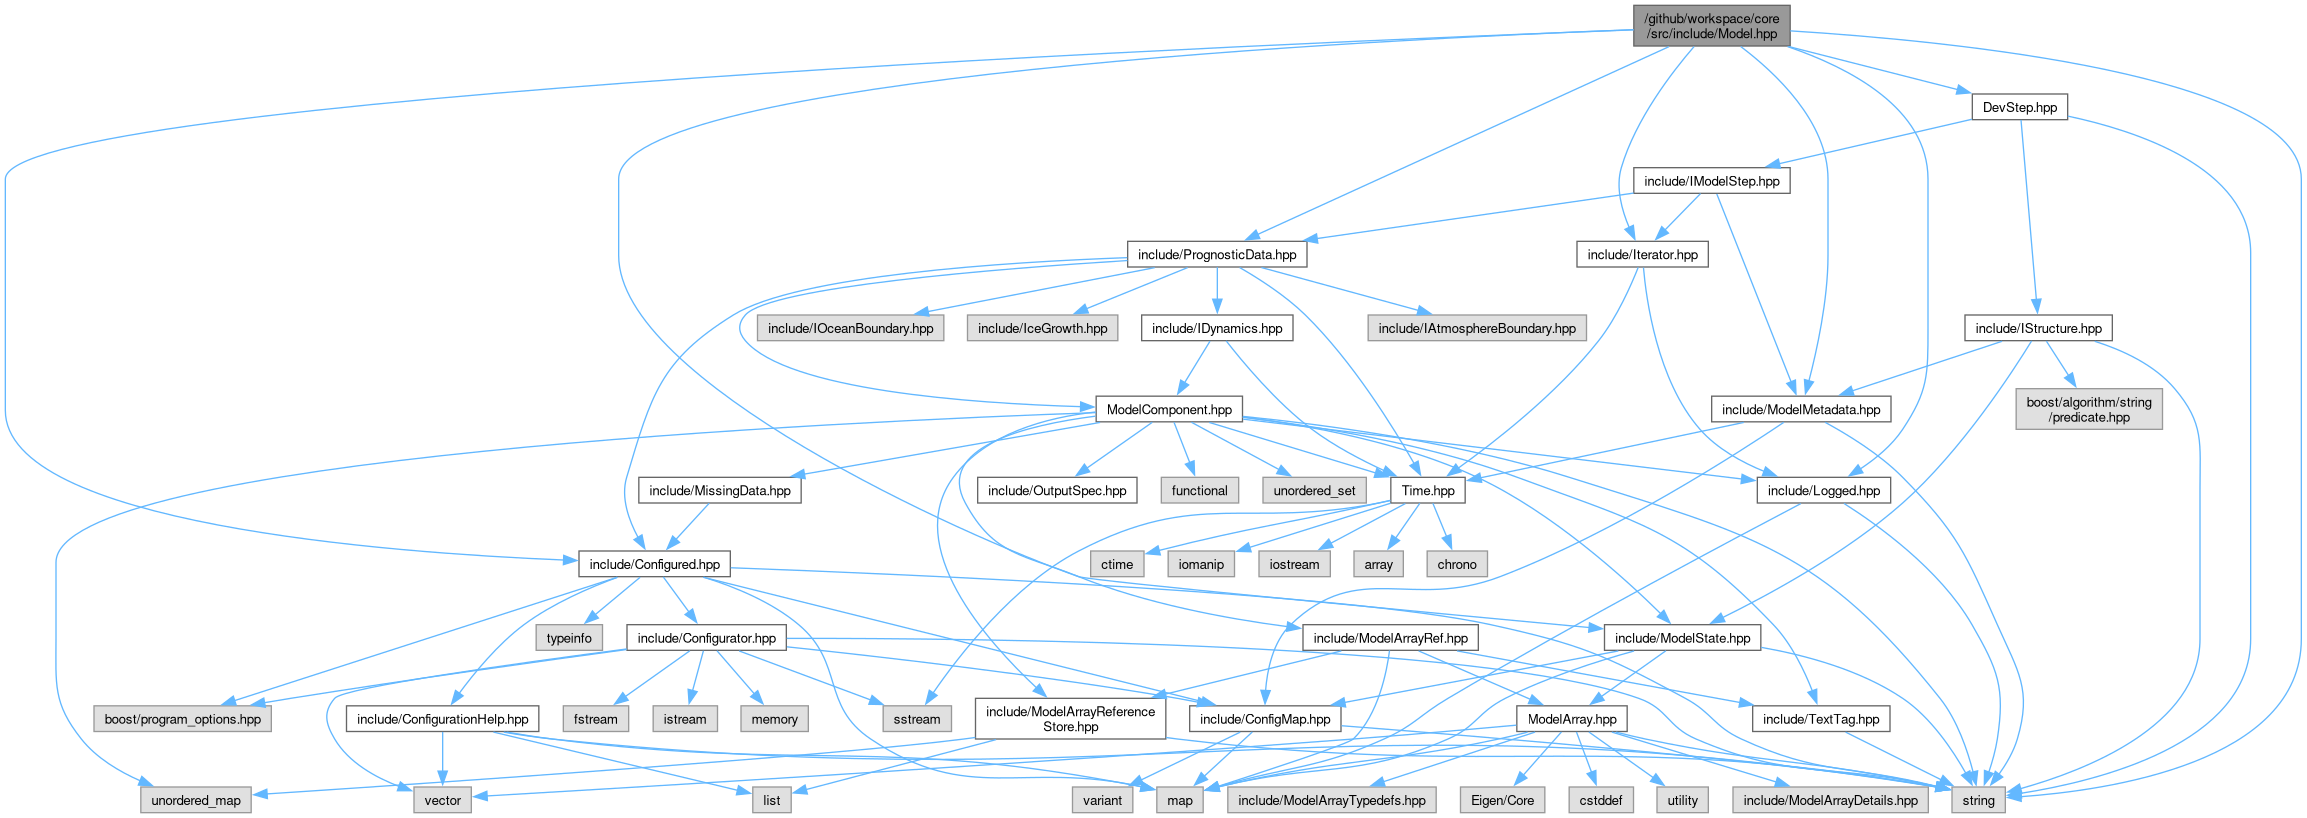 /github/workspace/core
/src/include/Model.hpp
DevStep.hpp
include/IModelStep.hpp
include/PrognosticData.hpp
include/Iterator.hpp
include/IOceanBoundary.hpp
include/IceGrowth.hpp
include/IDynamics.hpp
include/IAtmosphereBoundary.hpp
include/IStructure.hpp
ModelComponent.hpp
include/ModelMetadata.hpp
boost/algorithm/string
/predicate.hpp
include/MissingData.hpp
include/OutputSpec.hpp
functional
unordered_set
Time.hpp
include/Logged.hpp
include/Configured.hpp
ctime
iomanip
iostream
array
chrono
typeinfo
include/Configurator.hpp
include/ModelArrayRef.hpp
include/ModelState.hpp
boost/program_options.hpp
include/ConfigurationHelp.hpp
fstream
istream
memory
sstream
include/ModelArrayReference
Store.hpp
include/ConfigMap.hpp
ModelArray.hpp
include/TextTag.hpp
unordered_map
vector
list
variant
map
include/ModelArrayTypedefs.hpp
Eigen/Core
cstddef
utility
include/ModelArrayDetails.hpp
string